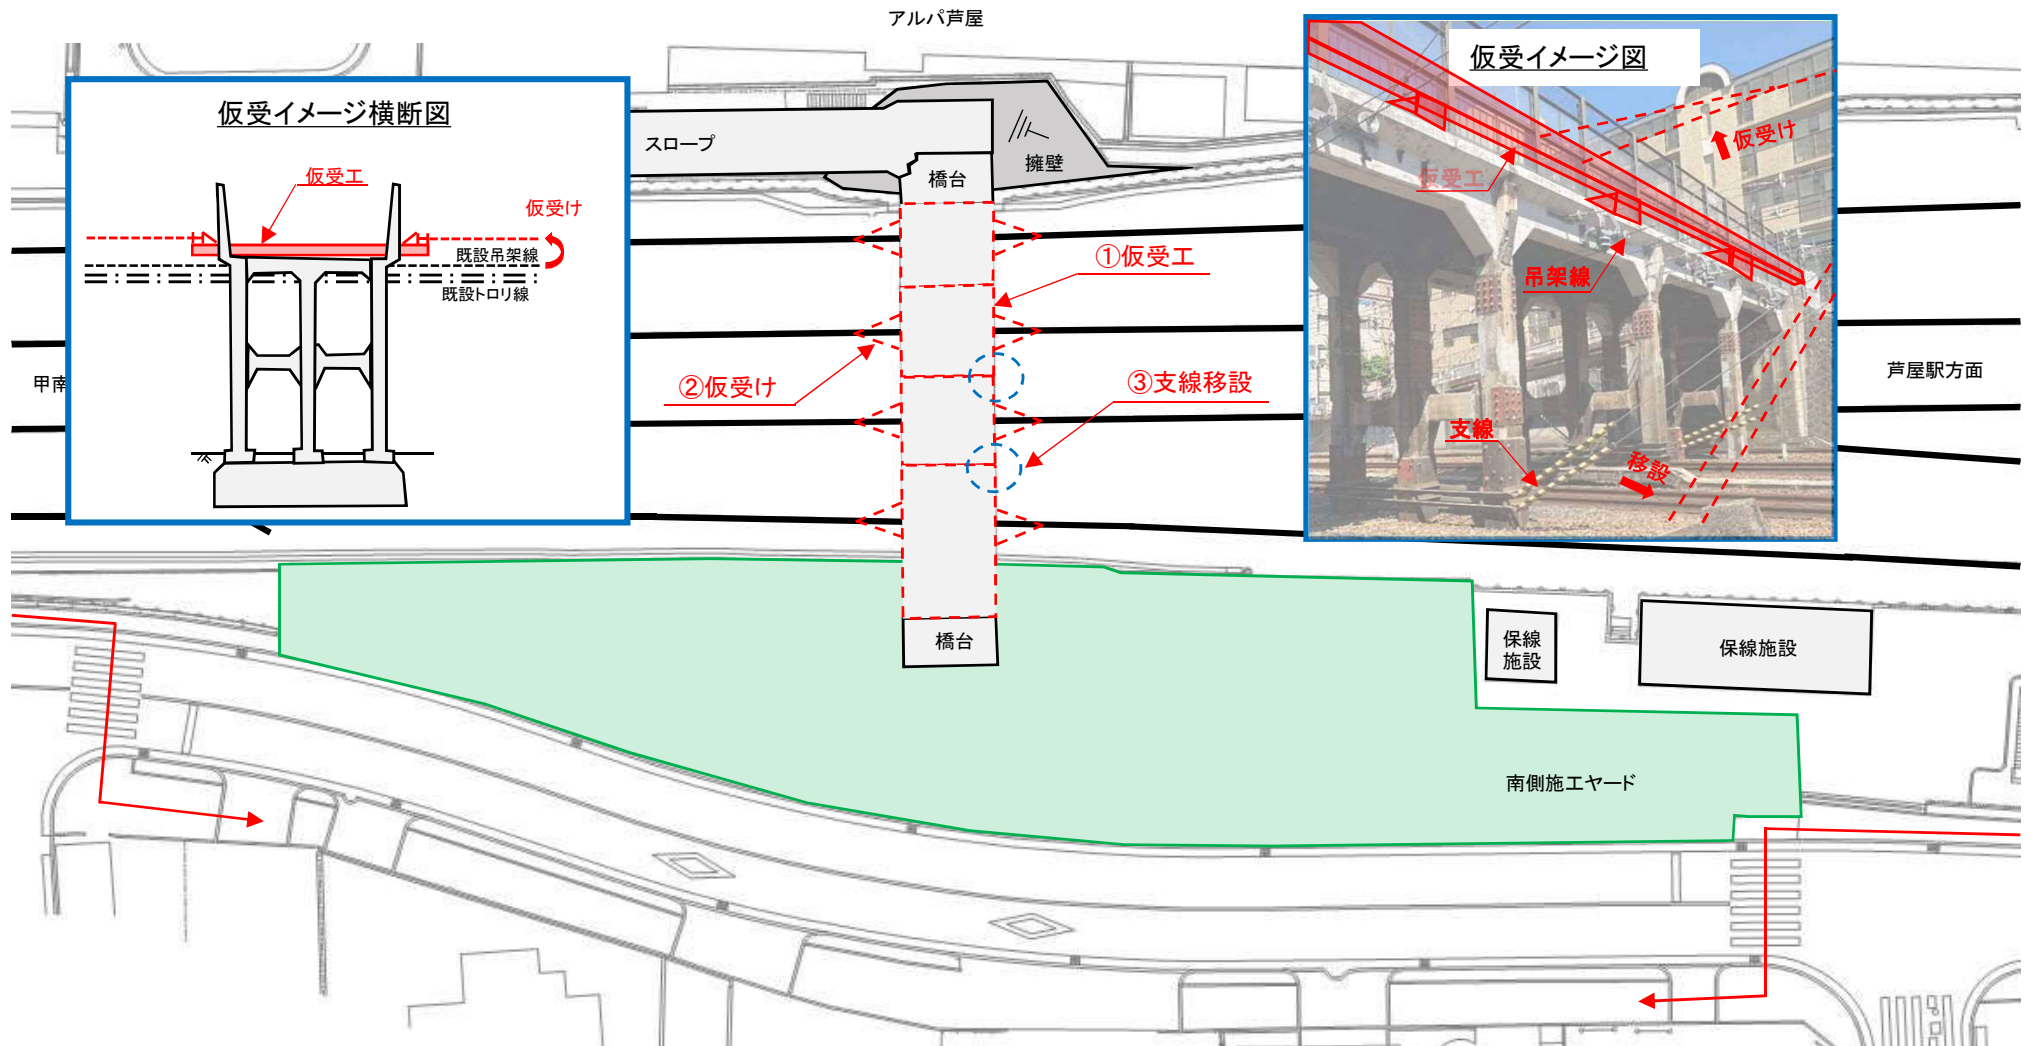 アルパ芦屋
仮受イメージ横断図
仮受工
仮受け
既設吊架線
既設トロリ線
スロープ
擁壁
橋台
①仮受工
②仮受け
③支線移設
甲南
仮受イメージ図
仮受け
仮受工
吊架線
支線
移設
芦屋駅方面
橋台
保線
施設
保線施設
南側施工ヤード